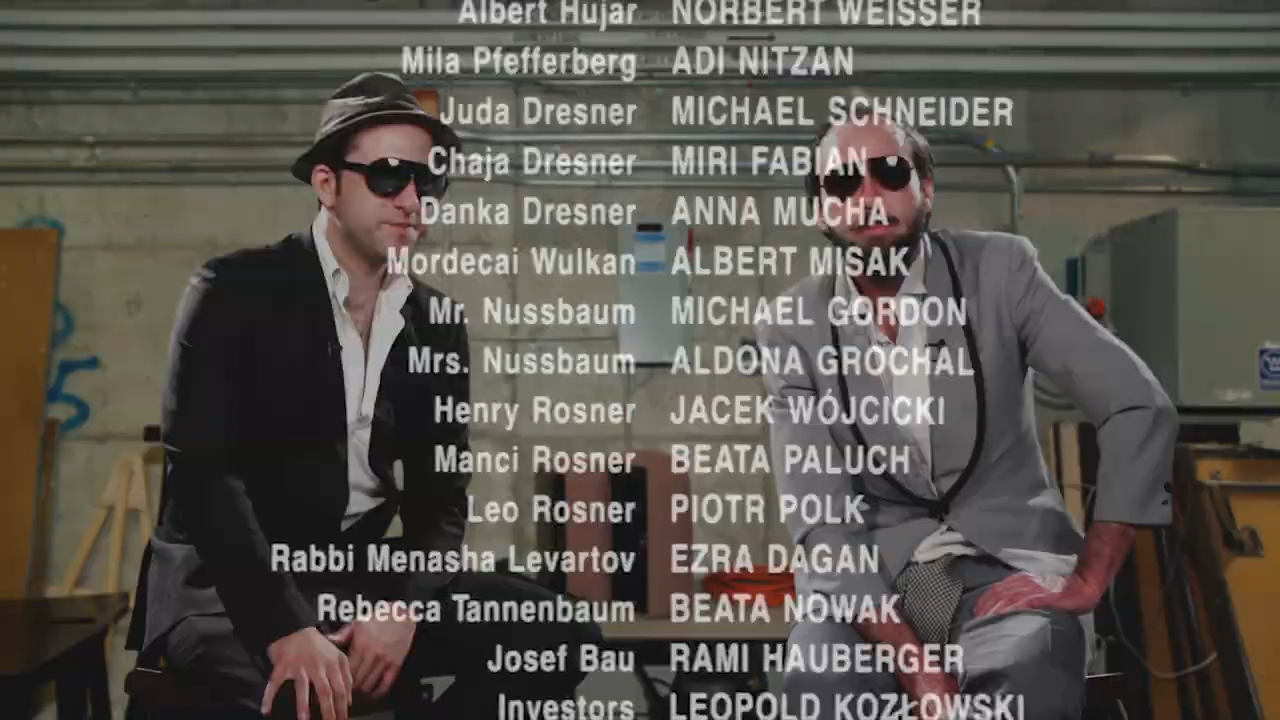 Albert Hujar NORBERT WEISSER
Mila Pfefferberg ADI NITZAN
Juda Dresner MICHAEL SCHNEIDER
Chaja Dresner MIRI FABIAN
Danka Dresner ANNA MUCHA
Mordecai Wulkan ALBERT MISAK
Mr. Nussbaum MICHAEL GORDON
Mrs. Nussbaum ALDONA GROCHAL
Henry Rosner JACEK WÓJCICKI
Manci Rosner BEATA PALUCH
Leo Rosner PIOTR POLK
Rabbi Menasha Levartov EZRA DAGAN
Rebecca Tannenbaum BEATA NOWAK
Josef Bau RAMI HAUBERGER
Investors LEOPOLD KOZŁOWSKI